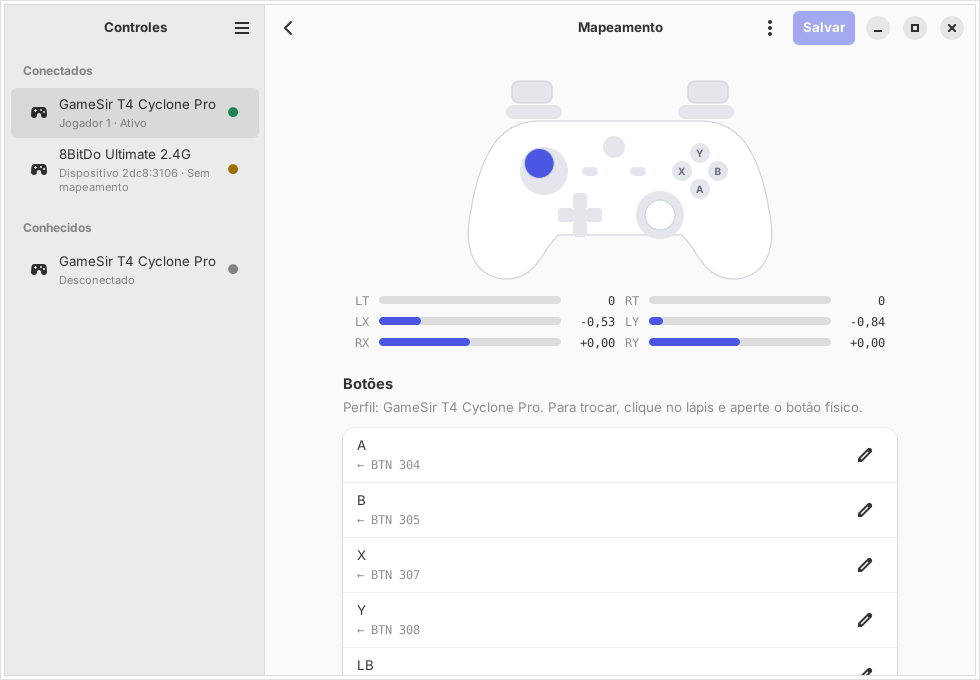 Controles
Conectados
GameSir T4 Cyclone Pro
Jogador 1 · Ativo
8BitDo Ultimate 2.4G
Dispositivo 2dc8:3106 · Sem
mapeamento
Conhecidos
GameSir T4 Cyclone Pro
Desconectado
Mapeamento
Salvar
Y
X B
A
LT 0 RT 0
LX -0,53 LY -0,84
RX +0,00 RY +0,00
Botões
Perfil: GameSir T4 Cyclone Pro. Para trocar, clique no lápis e aperte o botão físico.
A
← BTN 304
B
← BTN 305
X
← BTN 307
Y
← BTN 308
LB